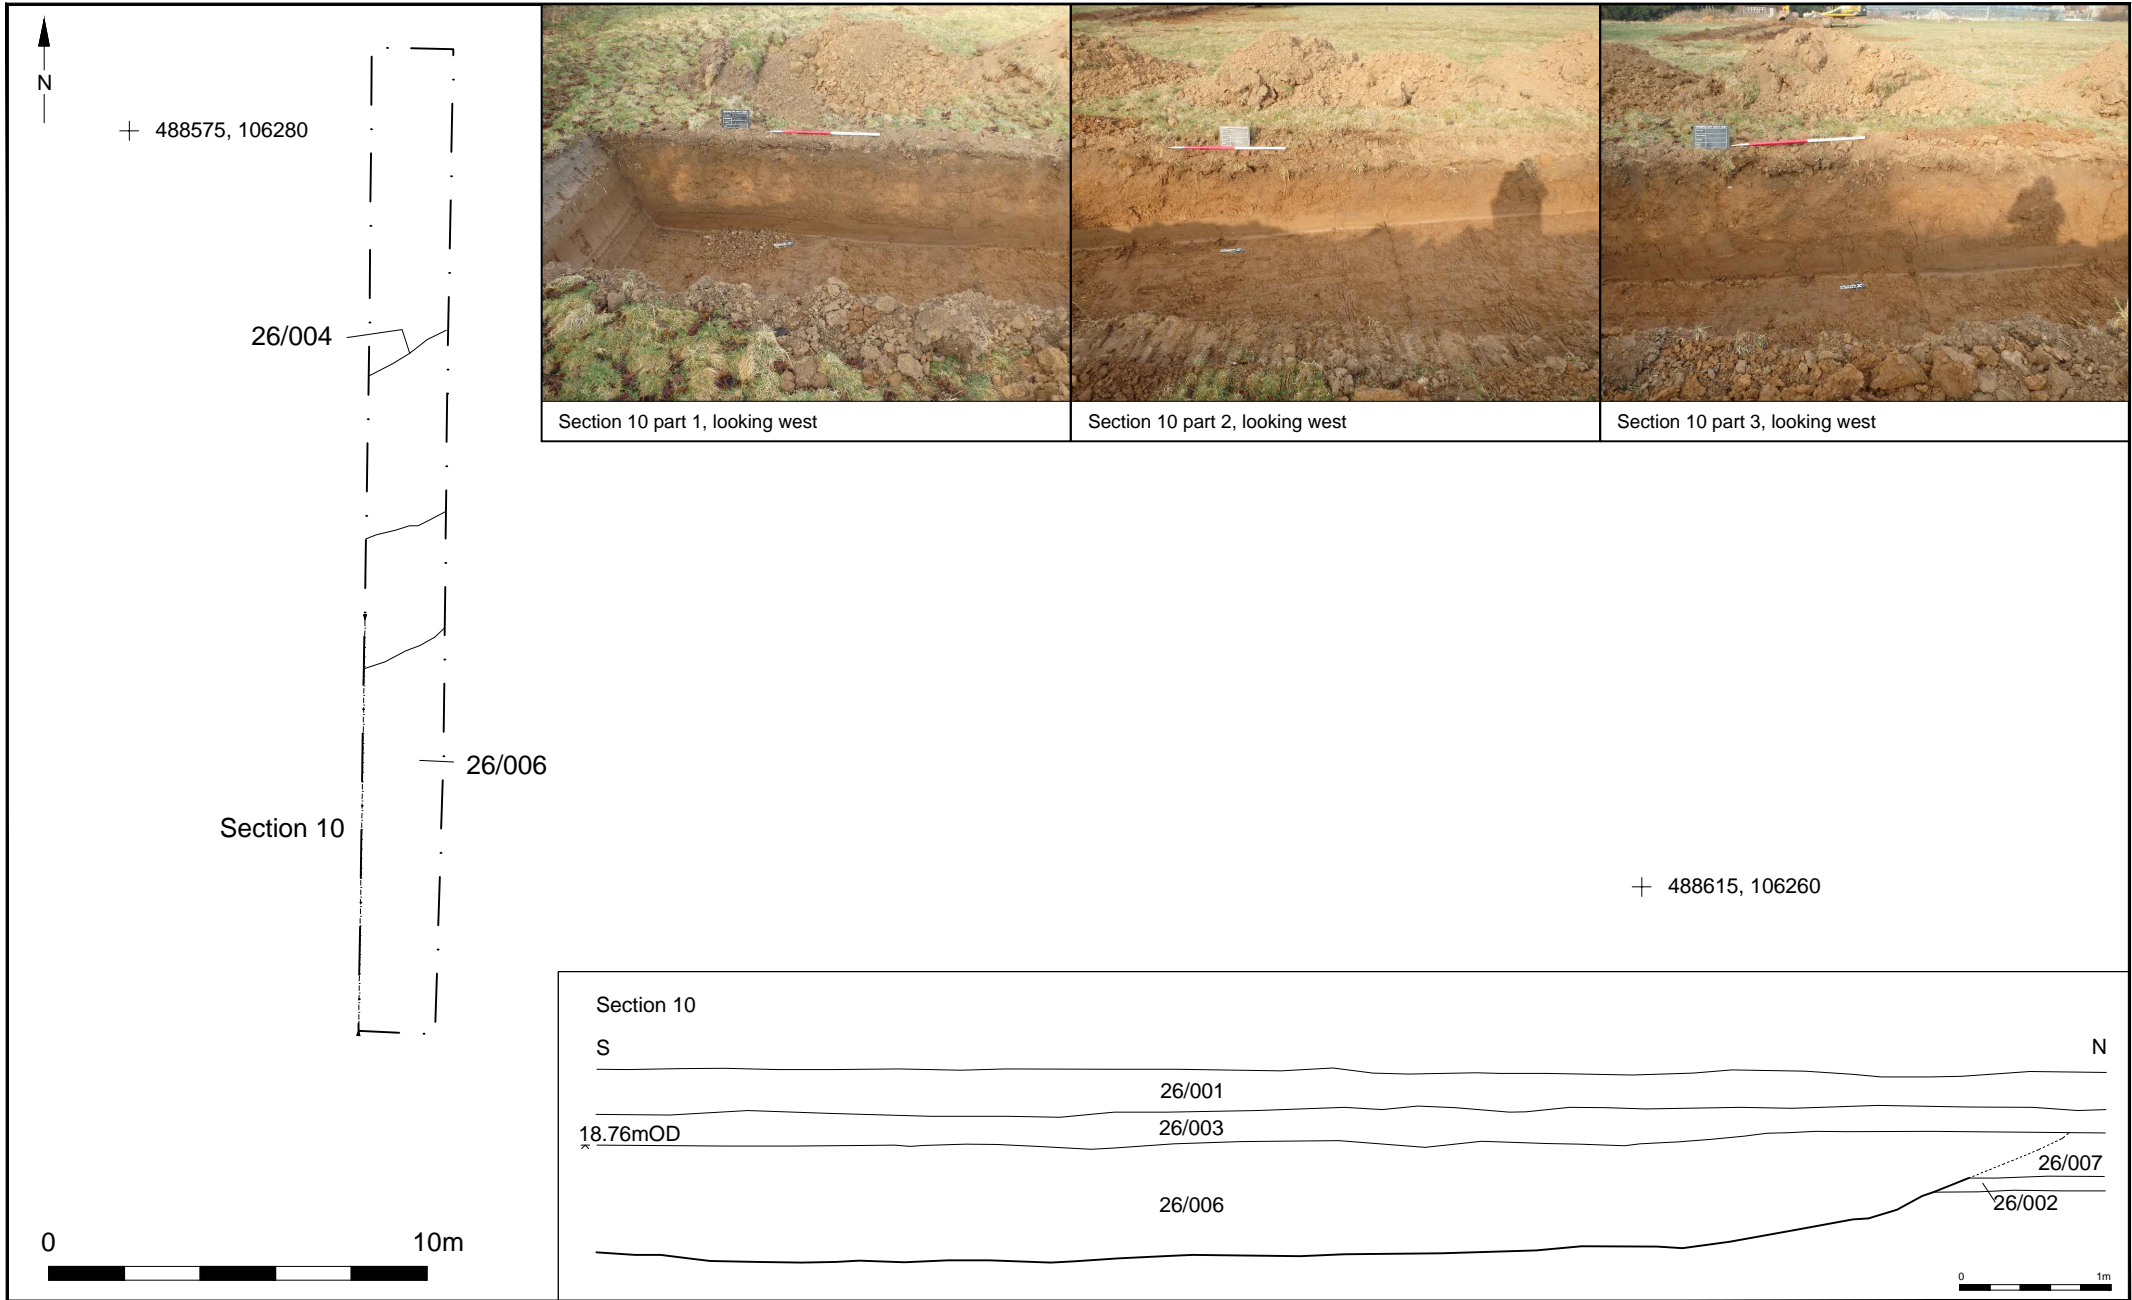 N
488575, 106280
26/004
26/006
Section 10
0 10m
Section 10 part 1, looking west
Section 10 part 2, looking west
Section 10 part 3, looking west
488615, 106260
Section 10
S N
26/001
26/003
18.76mOD
26/007
26/006
26/002
0 1m